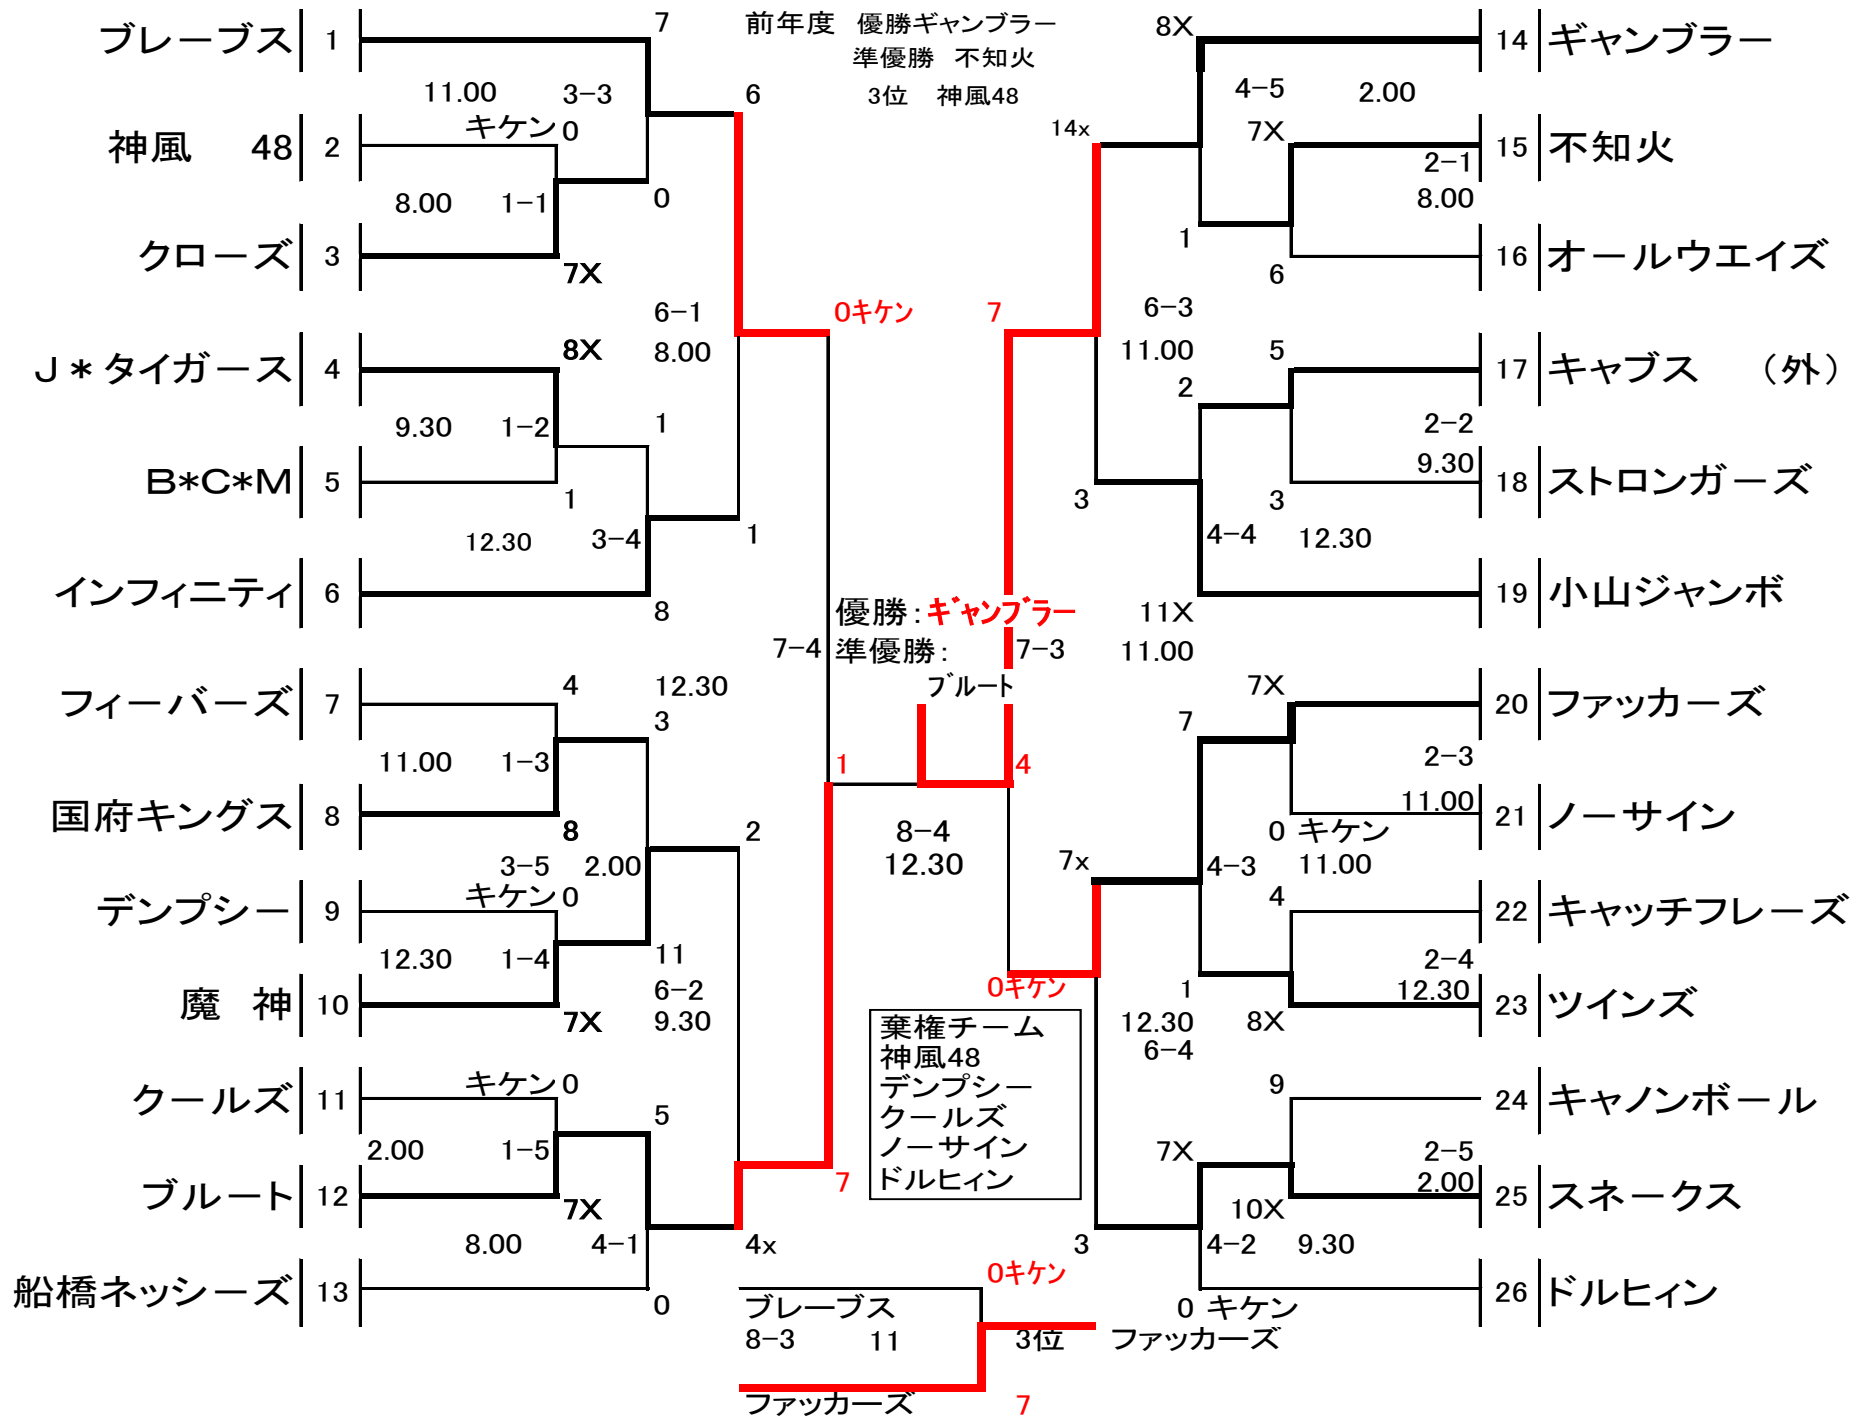 前年度 優勝ギャンブラー
準優勝 不知火
3位 神風48
ブレーブス 1
7
11.00 3-3
6
キケン 0
神風 48 2
8.00 1-1
0
クローズ 3
7X
6-1
8.00
0キケン
J*タイガース 4
8X
9.30 1-2
1
B*C*M 5
1
12.30 3-4
1
インフィニティ 6
8
7-4
フィーバーズ 7
4
12.30
3
11.00 1-3
1
国府キングス 8
8
2
3-5 2.00
キケン 0
デンプシー 9
12.30 1-4
11
魔 神 10
7X
6-2
9.30
キケン 0
クールズ 11
5
2.00 1-5
7
ブルート 12
7X
8.00 4-1
4x
船橋ネッシーズ 13
0
優勝:ギャンブラー
準優勝:
ブルート
7-3
4
8-4
12.30
0キケン
棄権チーム
神風48
デンプシー
クールズ
ノーサイン
ドルヒィン
0キケン
ブレーブス
8-3 11
3位 ファッカーズ
ファッカーズ
7
8X
14 ギャンブラー
4-5 2.00
14x
7X
15 不知火
2-1
8.00
1
16 オールウエイズ
6
7
6-3
11.00
5
17 キャブス (外)
2
2-2
9.30
18 ストロンガーズ
3
3
4-4 12.30
19 小山ジャンボ
11X
11.00
7X
20 ファッカーズ
7
2-3
11.00
21 ノーサイン
0 キケン
7x
4-3 11.00
4
22 キャッチフレーズ
2-4
12.30
1
23 ツインズ
8X
12.30
6-4
9
24 キャノンボール
7X
2-5
2.00
25 スネークス
10X
3
4-2 9.30
26 ドルヒィン
0 キケン